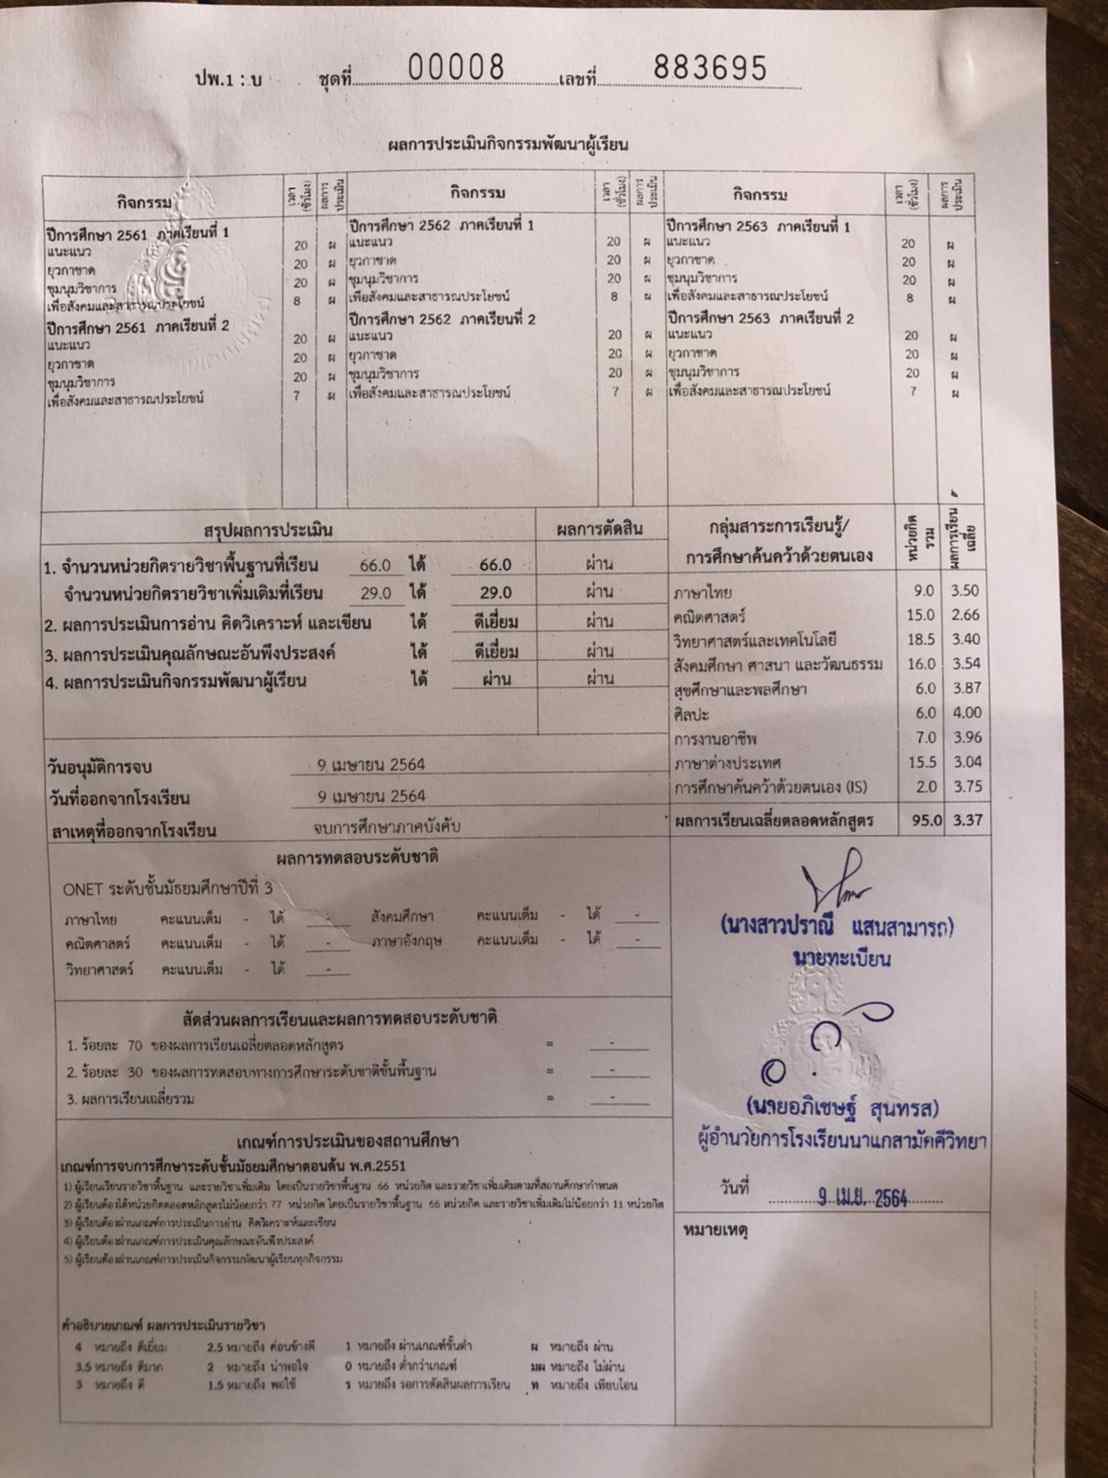 ปพ.1 : บ ชุดที่ 00008 เลขที่ 883695
ผลการประเมินกิจกรรมพัฒนาผู้เรียน
กิจกรรม เวลา (ชั่วโมง) ผลการประเมิน กิจกรรม เวลา (ชั่วโมง) ผลการประเมิน กิจกรรม เวลา (ชั่วโมง) ผลการประเมิน
ปีการศึกษา 2561 ภาคเรียนที่ 1 ปีการศึกษา 2562 ภาคเรียนที่ 1 ปีการศึกษา 2563 ภาคเรียนที่ 1
แนะแนว 20 ผ แนะแนว 20 ผ แนะแนว 20 ผ
ยุวกาชาด 20 ผ ยุวกาชาด 20 ผ ยุวกาชาด 20 ผ
ชุมนุมวิชาการ 20 ผ ชุมนุมวิชาการ 20 ผ ชุมนุมวิชาการ 20 ผ
เพื่อสังคมและสาธารณประโยชน์ 8 ผ เพื่อสังคมและสาธารณประโยชน์ 8 ผ เพื่อสังคมและสาธารณประโยชน์ 8 ผ
ปีการศึกษา 2561 ภาคเรียนที่ 2 ปีการศึกษา 2562 ภาคเรียนที่ 2 ปีการศึกษา 2563 ภาคเรียนที่ 2
แนะแนว 20 ผ แนะแนว 20 ผ แนะแนว 20 ผ
ยุวกาชาด 20 ผ ยุวกาชาด 20 ผ ยุวกาชาด 20 ผ
ชุมนุมวิชาการ 20 ผ ชุมนุมวิชาการ 20 ผ ชุมนุมวิชาการ 20 ผ
เพื่อสังคมและสาธารณประโยชน์ 7 ผ เพื่อสังคมและสาธารณประโยชน์ 7 ผ เพื่อสังคมและสาธารณประโยชน์ 7 ผ
สรุปผลการประเมิน ผลการตัดสิน
1. จำนวนหน่วยกิตรายวิชาพื้นฐานที่เรียน 66.0 ได้ 66.0 ผ่าน
จำนวนหน่วยกิตรายวิชาเพิ่มเติมที่เรียน 29.0 ได้ 29.0 ผ่าน
2. ผลการประเมินการอ่าน คิดวิเคราะห์ และเขียน ได้ ดีเยี่ยม ผ่าน
3. ผลการประเมินคุณลักษณะอันพึงประสงค์ ได้ ดีเยี่ยม ผ่าน
4. ผลการประเมินกิจกรรมพัฒนาผู้เรียน ได้ ผ่าน ผ่าน
วันอนุมัติการจบ 9 เมษายน 2564
วันที่ออกจากโรงเรียน 9 เมษายน 2564
สาเหตุที่ออกจากโรงเรียน จบการศึกษาภาคบังคับ
กลุ่มสาระการเรียนรู้/ หน่วยกิตรวม ผลการเรียนเฉลี่ย
การศึกษาค้นคว้าด้วยตนเอง
ภาษาไทย 9.0 3.50
คณิตศาสตร์ 15.0 2.66
วิทยาศาสตร์และเทคโนโลยี 18.5 3.40
สังคมศึกษา ศาสนา และวัฒนธรรม 16.0 3.54
สุขศึกษาและพลศึกษา 6.0 3.87
ศิลปะ 6.0 4.00
การงานอาชีพ 7.0 3.96
ภาษาต่างประเทศ 15.5 3.04
การศึกษาค้นคว้าด้วยตนเอง (IS) 2.0 3.75
ผลการเรียนเฉลี่ยตลอดหลักสูตร 95.0 3.37
ผลการทดสอบระดับชาติ
ONET ระดับชั้นมัธยมศึกษาปีที่ 3
ภาษาไทย คะแนนเต็ม - ได้ - สังคมศึกษา คะแนนเต็ม - ได้ -
คณิตศาสตร์ คะแนนเต็ม - ได้ - ภาษาอังกฤษ คะแนนเต็ม - ได้ -
วิทยาศาสตร์ คะแนนเต็ม - ได้ -
สัดส่วนผลการเรียนและผลการทดสอบระดับชาติ
1. ร้อยละ 70 ของผลการเรียนเฉลี่ยตลอดหลักสูตร = -
2. ร้อยละ 30 ของผลการทดสอบทางการศึกษาระดับชาติขั้นพื้นฐาน = -
3. ผลการเรียนเฉลี่ยรวม = -
เกณฑ์การประเมินของสถานศึกษา
เกณฑ์การจบการศึกษาระดับชั้นมัธยมศึกษาตอนต้น พ.ศ.2551
1) ผู้เรียนเรียนรายวิชาพื้นฐาน และรายวิชาเพิ่มเติม โดยเป็นรายวิชาพื้นฐาน 66 หน่วยกิต และรายวิชาเพิ่มเติมตามที่สถานศึกษากำหนด
2) ผู้เรียนต้องได้หน่วยกิตตลอดหลักสูตรไม่น้อยกว่า 77 หน่วยกิต โดยเป็นรายวิชาพื้นฐาน 66 หน่วยกิต และรายวิชาเพิ่มเติมไม่น้อยกว่า 11 หน่วยกิต
3) ผู้เรียนต้องผ่านเกณฑ์การประเมินการอ่าน คิดวิเคราะห์และเขียน
4) ผู้เรียนต้องผ่านเกณฑ์การประเมินคุณลักษณะอันพึงประสงค์
5) ผู้เรียนต้องผ่านเกณฑ์การประเมินกิจกรรมพัฒนาผู้เรียนทุกกิจกรรม
คำอธิบายเกณฑ์ ผลการประเมินรายวิชา
4 หมายถึง ดีเยี่ยม 2.5 หมายถึง ค่อนข้างดี 1 หมายถึง ผ่านเกณฑ์ขั้นต่ำ ผ หมายถึง ผ่าน
3.5 หมายถึง ดีมาก 2 หมายถึง น่าพอใจ 0 หมายถึง ต่ำกว่าเกณฑ์ มผ หมายถึง ไม่ผ่าน
3 หมายถึง ดี 1.5 หมายถึง พอใช้ ร หมายถึง รอการตัดสินผลการเรียน ท หมายถึง เทียบโอน
(นางสาวปราณี แสนสามารถ)
นายทะเบียน
(นายอภิเชษฐ์ สุนทรส)
ผู้อำนวยการโรงเรียนนาแกสามัคคีวิทยา
วันที่ 9 เม.ย. 2564
หมายเหตุ